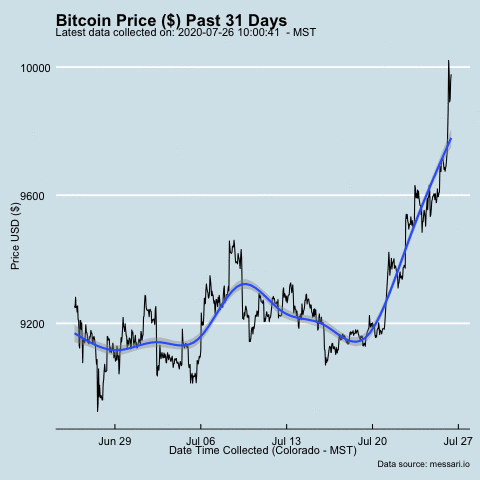 Bitcoin Price ($) Past 31 Days
Latest data collected on: 2020-07-26 10:00:41  - MST
10000
9600
9200
Price USD ($)
Jun 29 Jul 06 Jul 13 Jul 20 Jul 27
Date Time Collected (Colorado - MST)
Data source: messari.io